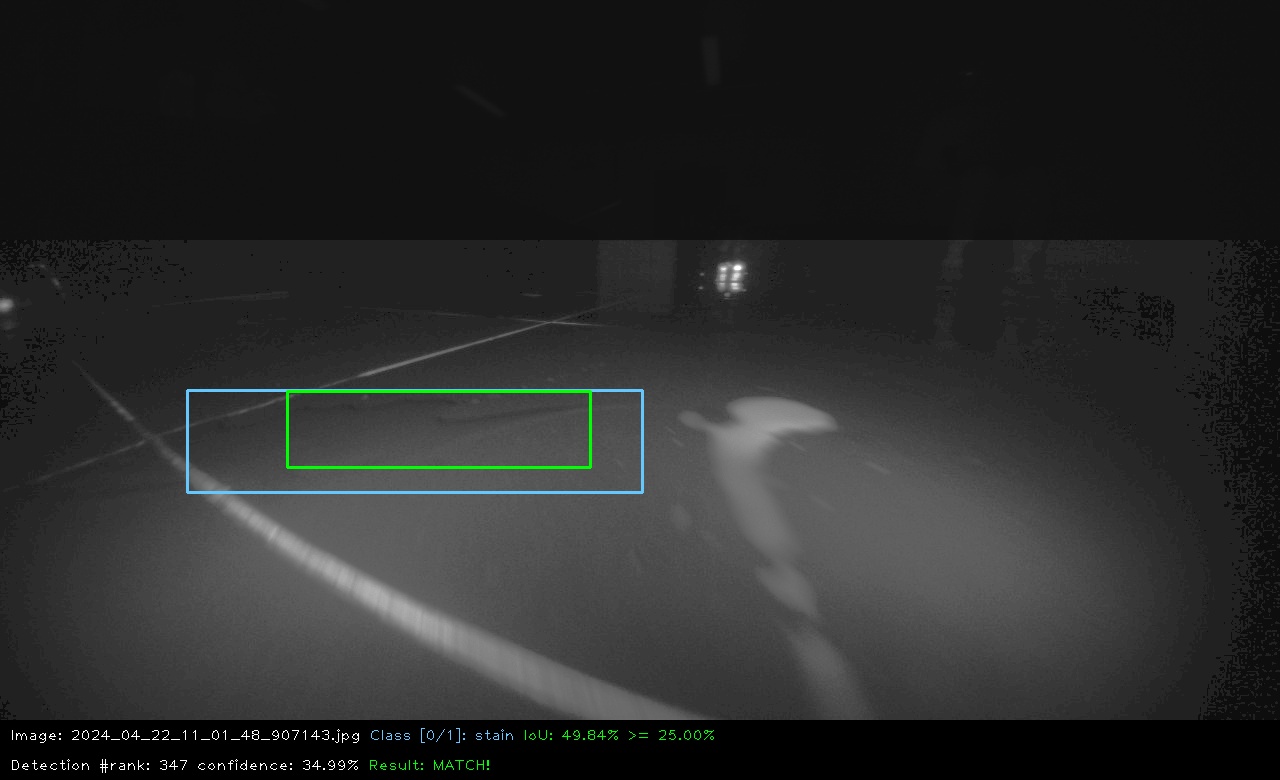 Image: 2024_04_22_11_01_48_907143.jpg Class [0/1]: stain IoU: 49.84% >= 25.00%
Detection #rank: 347 confidence: 34.99% Result: MATCH!